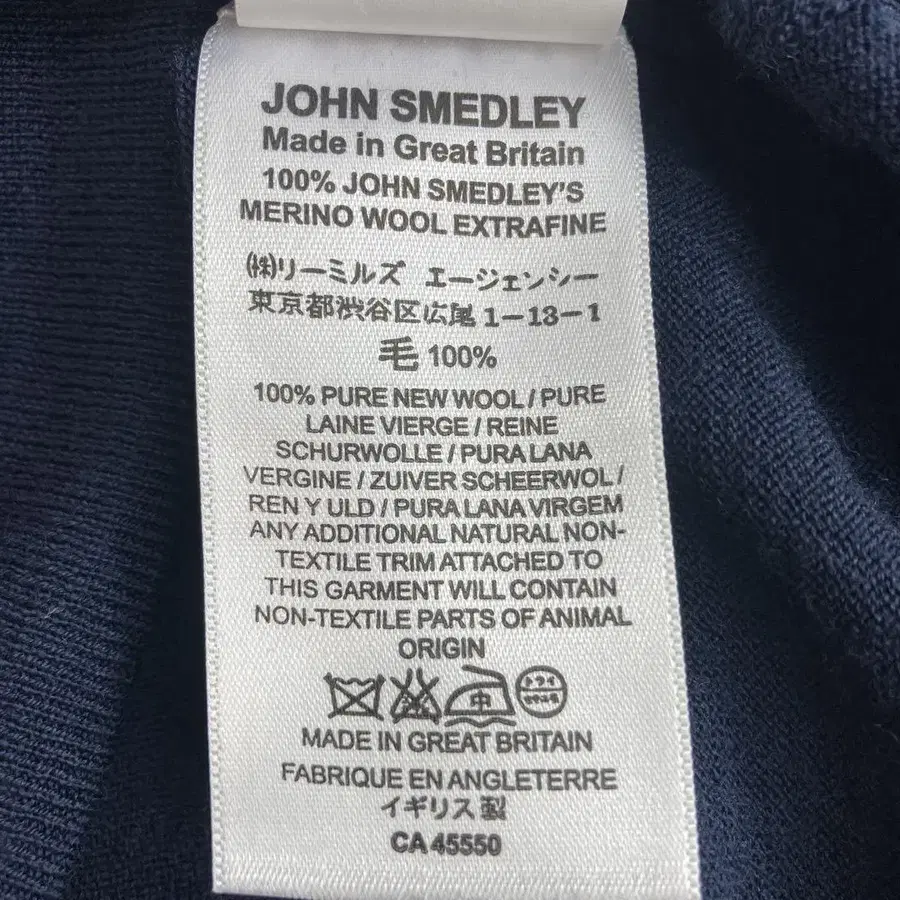 JOHN SMEDLEY
Made in Great Britain
100% JOHN SMEDLEY'S
MERINO WOOL EXTRAFINE
(株)リーミルズ エージェンシー
東京都渋谷区広尾 1-13-1
毛 100%
100% PURE NEW WOOL / PURE
LAINE VIERGE / REINE
SCHURWOLLE / PURA LANA
VERGINE / ZUIVER SCHEERWOL /
REN Y ULD / PURA LANA VIRGEM
ANY ADDITIONAL NATURAL NON-
TEXTILE TRIM ATTACHED TO
THIS GARMENT WILL CONTAIN
NON-TEXTILE PARTS OF ANIMAL
ORIGIN
中 ドライ
MADE IN GREAT BRITAIN
FABRIQUE EN ANGLETERRE
イギリス製
CA 45550